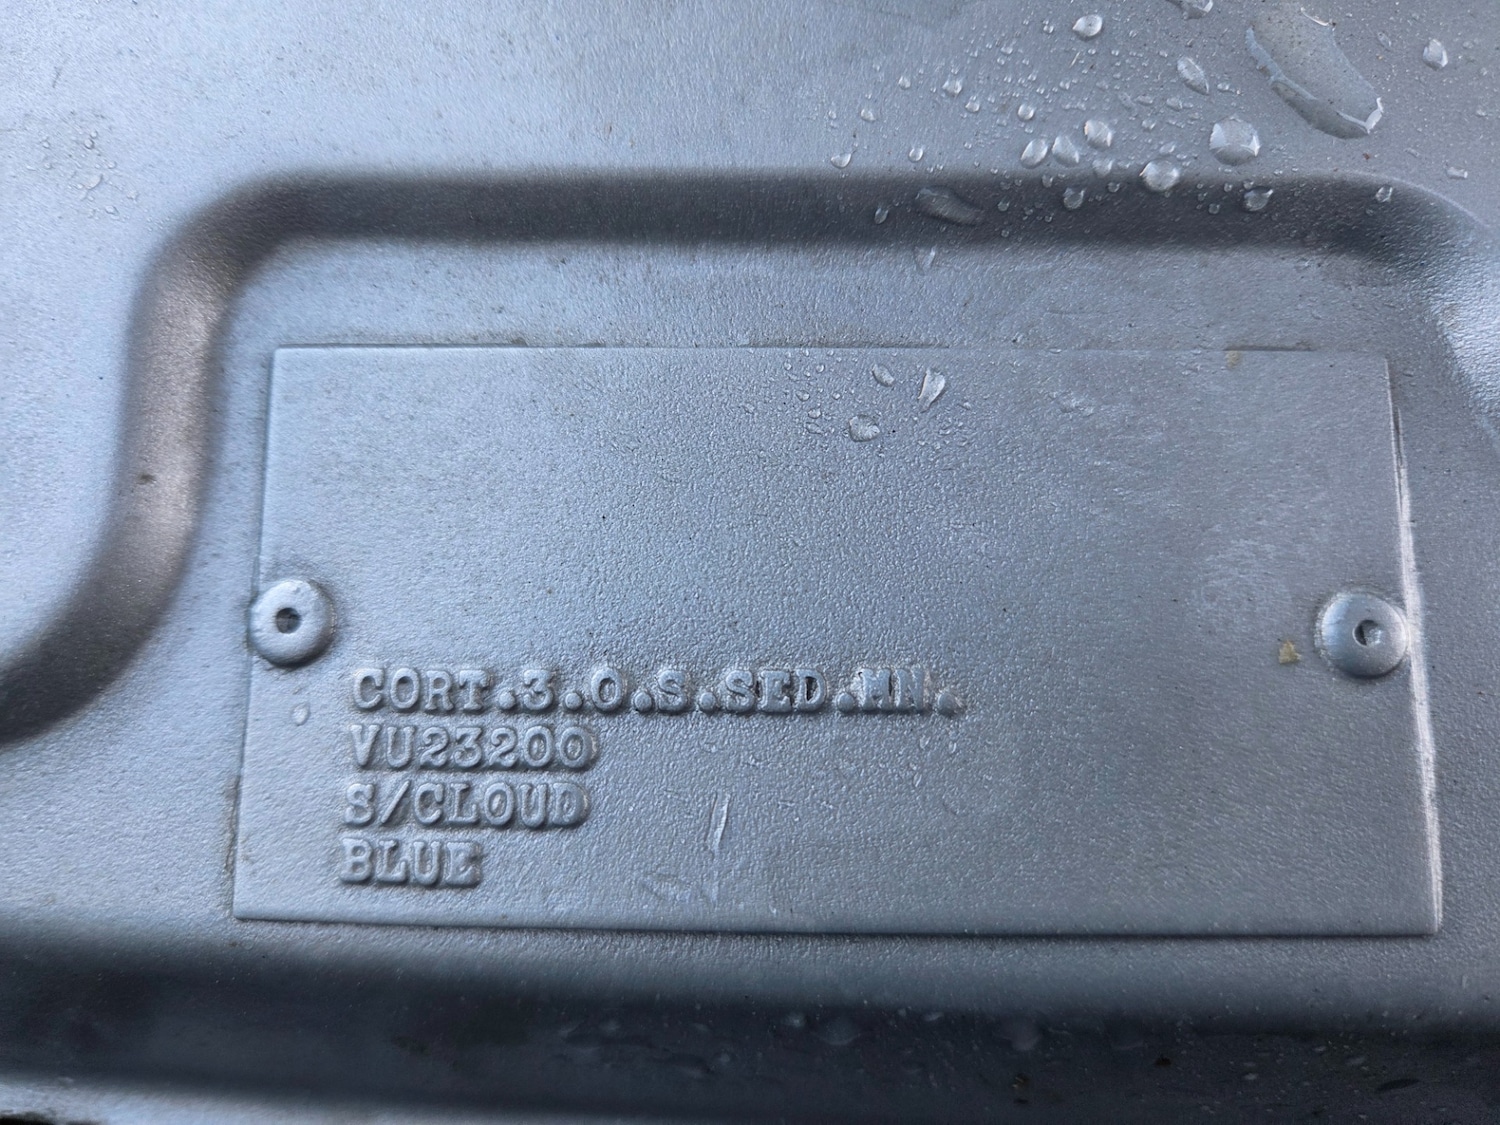 CORT.3.0.S.SED.MN.
VU23200
S/CLOUD
BLUE